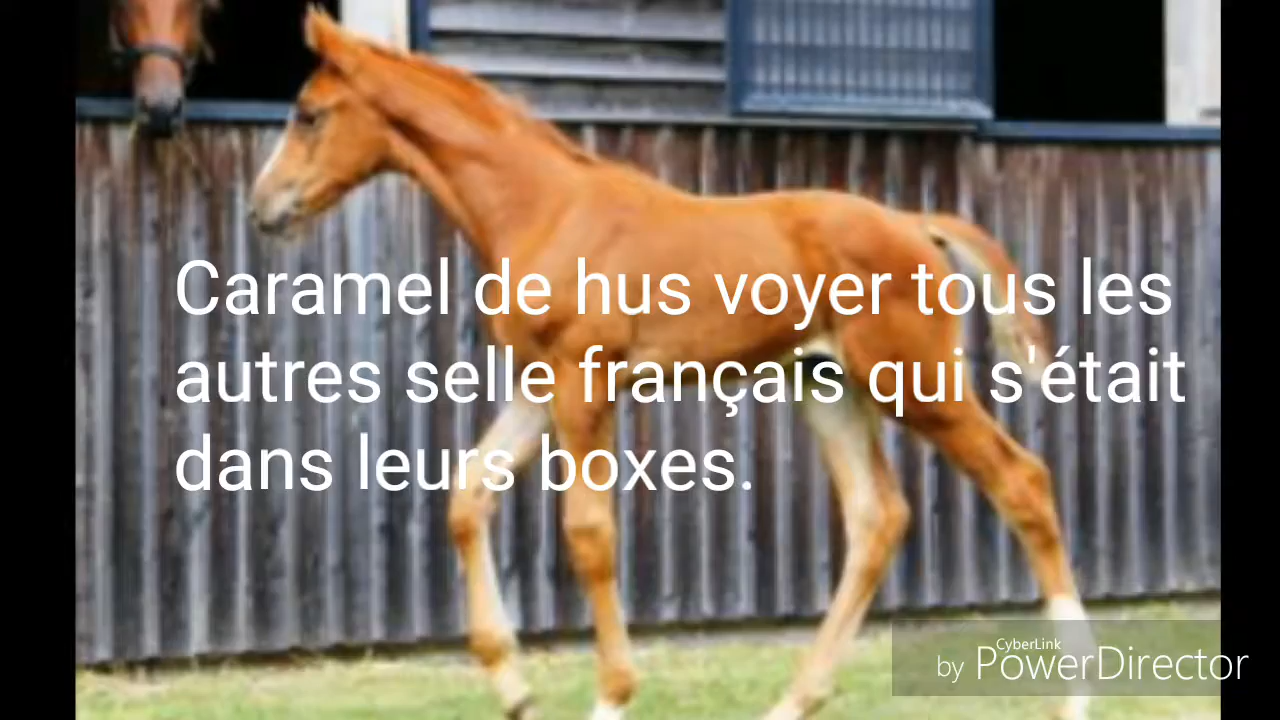 Caramel de hus voyer tous les
autres selle français qui s'était
dans leurs boxes.
CyberLink
by PowerDirector